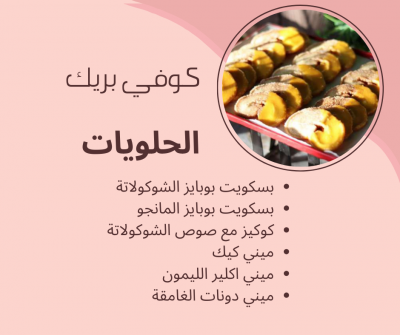 كوفي بريك
الحلويات
بسكويت بوبايز الشوكولاتة
بسكويت بوبايز المانجو
كوكيز مع صوص الشوكولاتة
ميني كيك
ميني اكلير الليمون
ميني دونات الغامقة